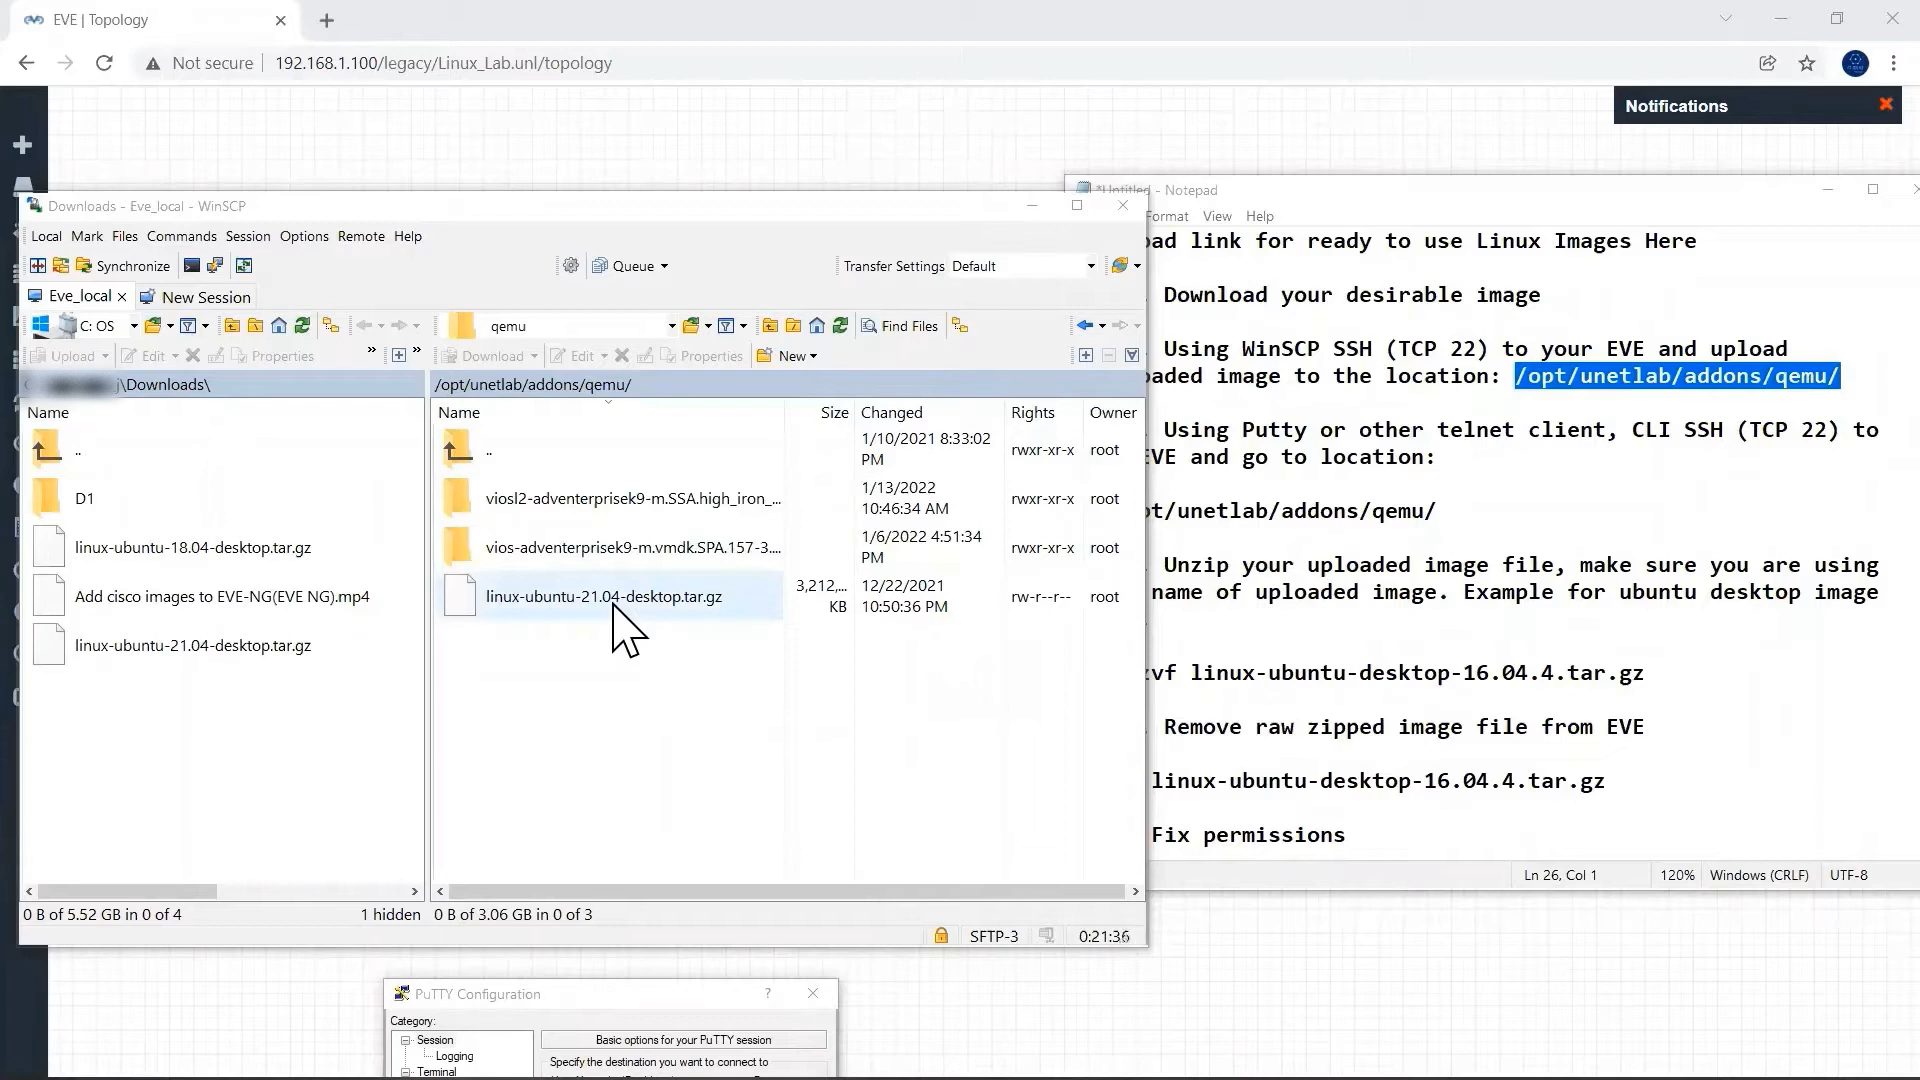 EVE | Topology
Not secure
192.168.1.100/legacy/Linux_Lab.unl/topology
Notifications
Downloads - Eve_local - WinSCP
Local Mark Files Commands Session Options Remote Help
Synchronize
Queue
Transfer Settings Default
Eve_local
New Session
C: OS
qemu
Find Files
Upload
Edit
Properties
Download
Edit
Properties
New
\Downloads\
/opt/unetlab/addons/qemu/
Name
..
D1
linux-ubuntu-18.04-desktop.tar.gz
Add cisco images to EVE-NG(EVE NG).mp4
linux-ubuntu-21.04-desktop.tar.gz
Name Size Changed Rights Owner
.. 1/10/2021 8:33:02 PM rwxr-xr-x root
viosl2-adventerprisek9-m.SSA.high_iron_... 1/13/2022 10:46:34 AM rwxr-xr-x root
vios-adventerprisek9-m.vmdk.SPA.157-3.... 1/6/2022 4:51:34 PM rwxr-xr-x root
linux-ubuntu-21.04-desktop.tar.gz 3,212,... KB 12/22/2021 10:50:36 PM rw-r--r-- root
0 B of 5.52 GB in 0 of 4
1 hidden
0 B of 3.06 GB in 0 of 3
SFTP-3
0:21:36
*Untitled - Notepad
Format View Help
ad link for ready to use Linux Images Here
Download your desirable image
Using WinSCP SSH (TCP 22) to your EVE and upload
aded image to the location: /opt/unetlab/addons/qemu/
Using Putty or other telnet client, CLI SSH (TCP 22) to
EVE and go to location:
pt/unetlab/addons/qemu/
Unzip your uploaded image file, make sure you are using
name of uploaded image. Example for ubuntu desktop image
vf linux-ubuntu-desktop-16.04.4.tar.gz
Remove raw zipped image file from EVE
linux-ubuntu-desktop-16.04.4.tar.gz
Fix permissions
Ln 26, Col 1
120%
Windows (CRLF)
UTF-8
PuTTY Configuration
?
Category:
Session
Logging
Terminal
Basic options for your PuTTY session
Specify the destination you want to connect to